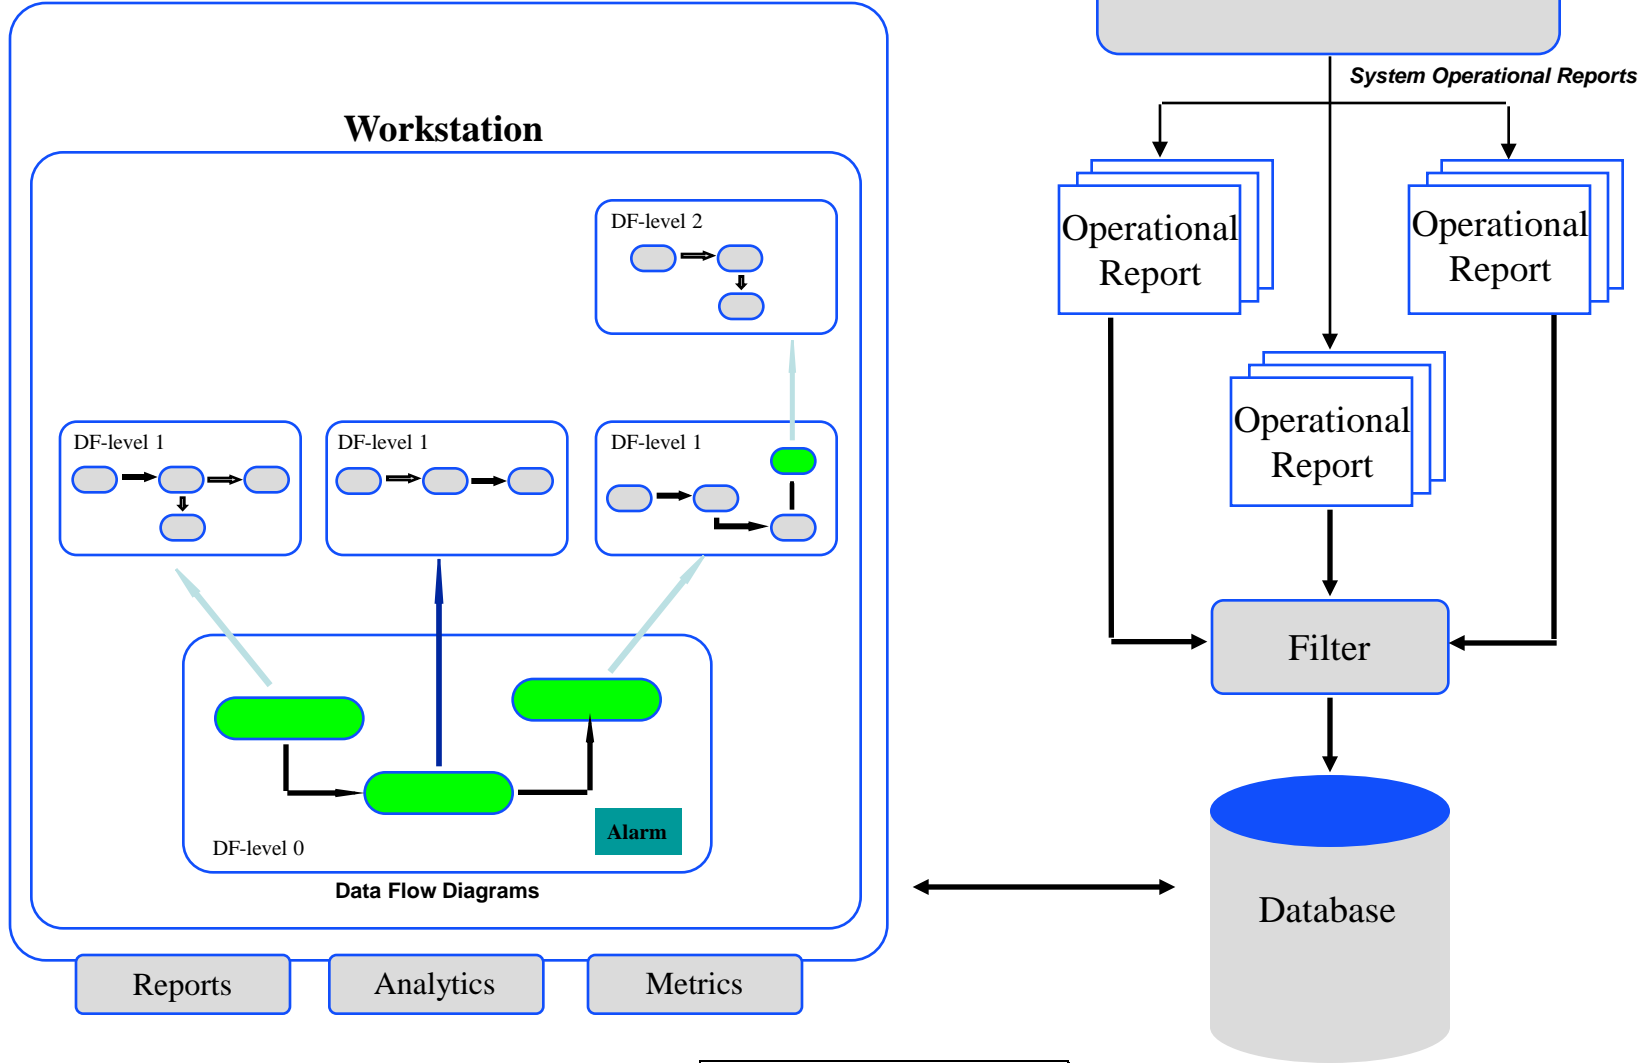 System Operational Reports
Workstation
DF-level 2
Operational
Report
Operational
Report
Operational
Report
DF-level 1
DF-level 1
DF-level 1
Filter
Alarm
DF-level 0
Data Flow Diagrams
Database
Reports
Analytics
Metrics